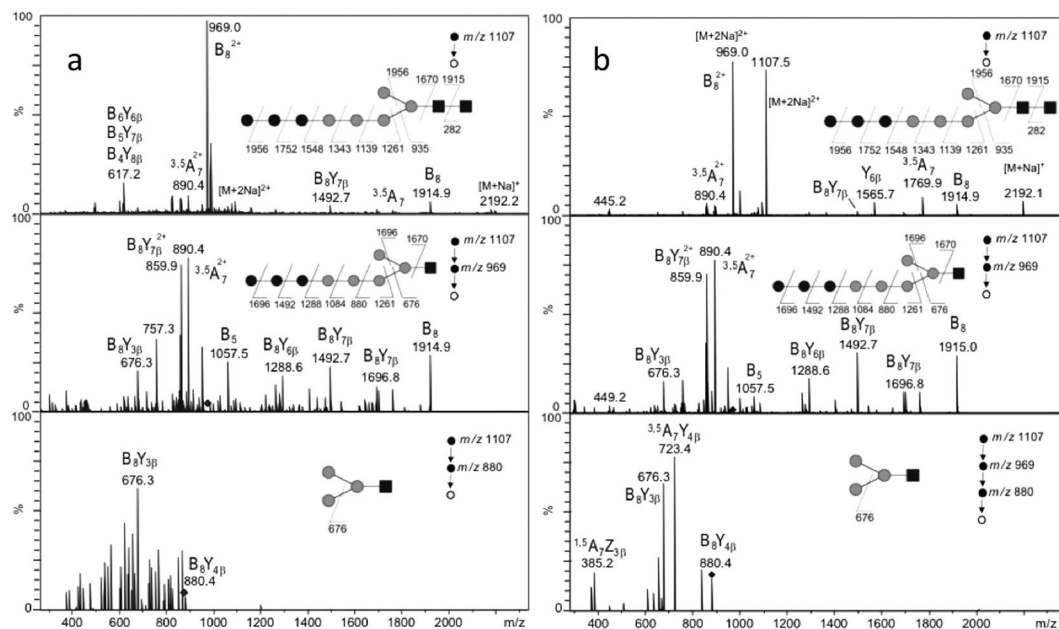 a
100
%
969.0
B8 2+
B6Y6β
B5Y7β
B4Y8β
617.2
3,5A7 2+
890.4
[M+2Na]2+
B8Y7β
1492.7
3,5A7
B8
1914.9
[M+Na]+
2192.2
m/z 1107
1956
1670
1915
282
1956
1752
1548
1343
1139
1261
935
100
%
B8Y7β 2+
859.9
890.4
3,5A7 2+
757.3
B8Y3β
676.3
B5
1057.5
B8Y6β
1288.6
B8Y7β
1492.7
B8Y7β
1696.8
B8
1914.9
m/z 1107
m/z 969
1696
1670
1696
1492
1288
1084
880
1261
676
100
%
B8Y3β
676.3
B8Y4β
880.4
676
m/z 1107
m/z 880
400
600
800
1000
1200
1400
1600
1800
2000
m/z
b
100
%
[M+2Na]2+
969.0
B8 2+
1107.5
[M+2Na]2+
3,5A7 2+
890.4
445.2
B8Y7β
Y6β
1565.7
3,5A7
1769.9
B8
1914.9
[M+Na]+
2192.1
m/z 1107
1956
1670
1915
282
1956
1752
1548
1343
1139
1261
935
100
%
B8Y7β 2+
859.9
890.4
3,5A7 2+
B8Y3β
676.3
449.2
B5
1057.5
B8Y6β
1288.6
B8Y7β
1492.7
B8Y7β
1696.8
B8
1915.0
m/z 1107
m/z 969
1696
1670
1696
1492
1288
1084
880
1261
676
100
%
3,5A7Y4β
723.4
676.3
B8Y3β
1,5A7Z3β
385.2
B8Y4β
880.4
676
m/z 1107
m/z 969
m/z 880
400
600
800
1000
1200
1400
1600
1800
2000
m/z